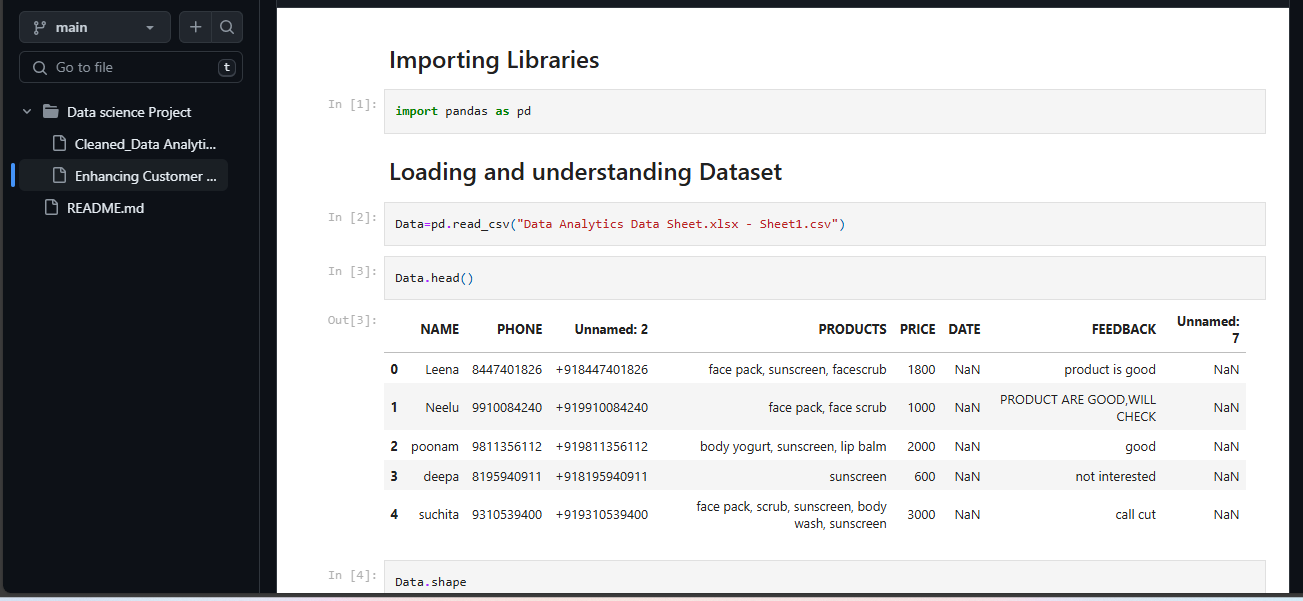 main
Go to file
t
Data science Project
Cleaned_Data Analyti...
Enhancing Customer ...
README.md
Importing Libraries
In [1]:
import pandas as pd
Loading and understanding Dataset
In [2]:
Data=pd.read_csv("Data Analytics Data Sheet.xlsx - Sheet1.csv")
In [3]:
Data.head()
Out[3]:
NAME PHONE Unnamed: 2 PRODUCTS PRICE DATE FEEDBACK Unnamed:
7
0 Leena 8447401826 +918447401826 face pack, sunscreen, facescrub 1800 NaN product is good NaN
1 Neelu 9910084240 +919910084240 face pack, face scrub 1000 NaN PRODUCT ARE GOOD,WILL
CHECK NaN
2 poonam 9811356112 +919811356112 body yogurt, sunscreen, lip balm 2000 NaN good NaN
3 deepa 8195940911 +918195940911 sunscreen 600 NaN not interested NaN
4 suchita 9310539400 +919310539400 face pack, scrub, sunscreen, body
wash, sunscreen 3000 NaN call cut NaN
In [4]:
Data.shape